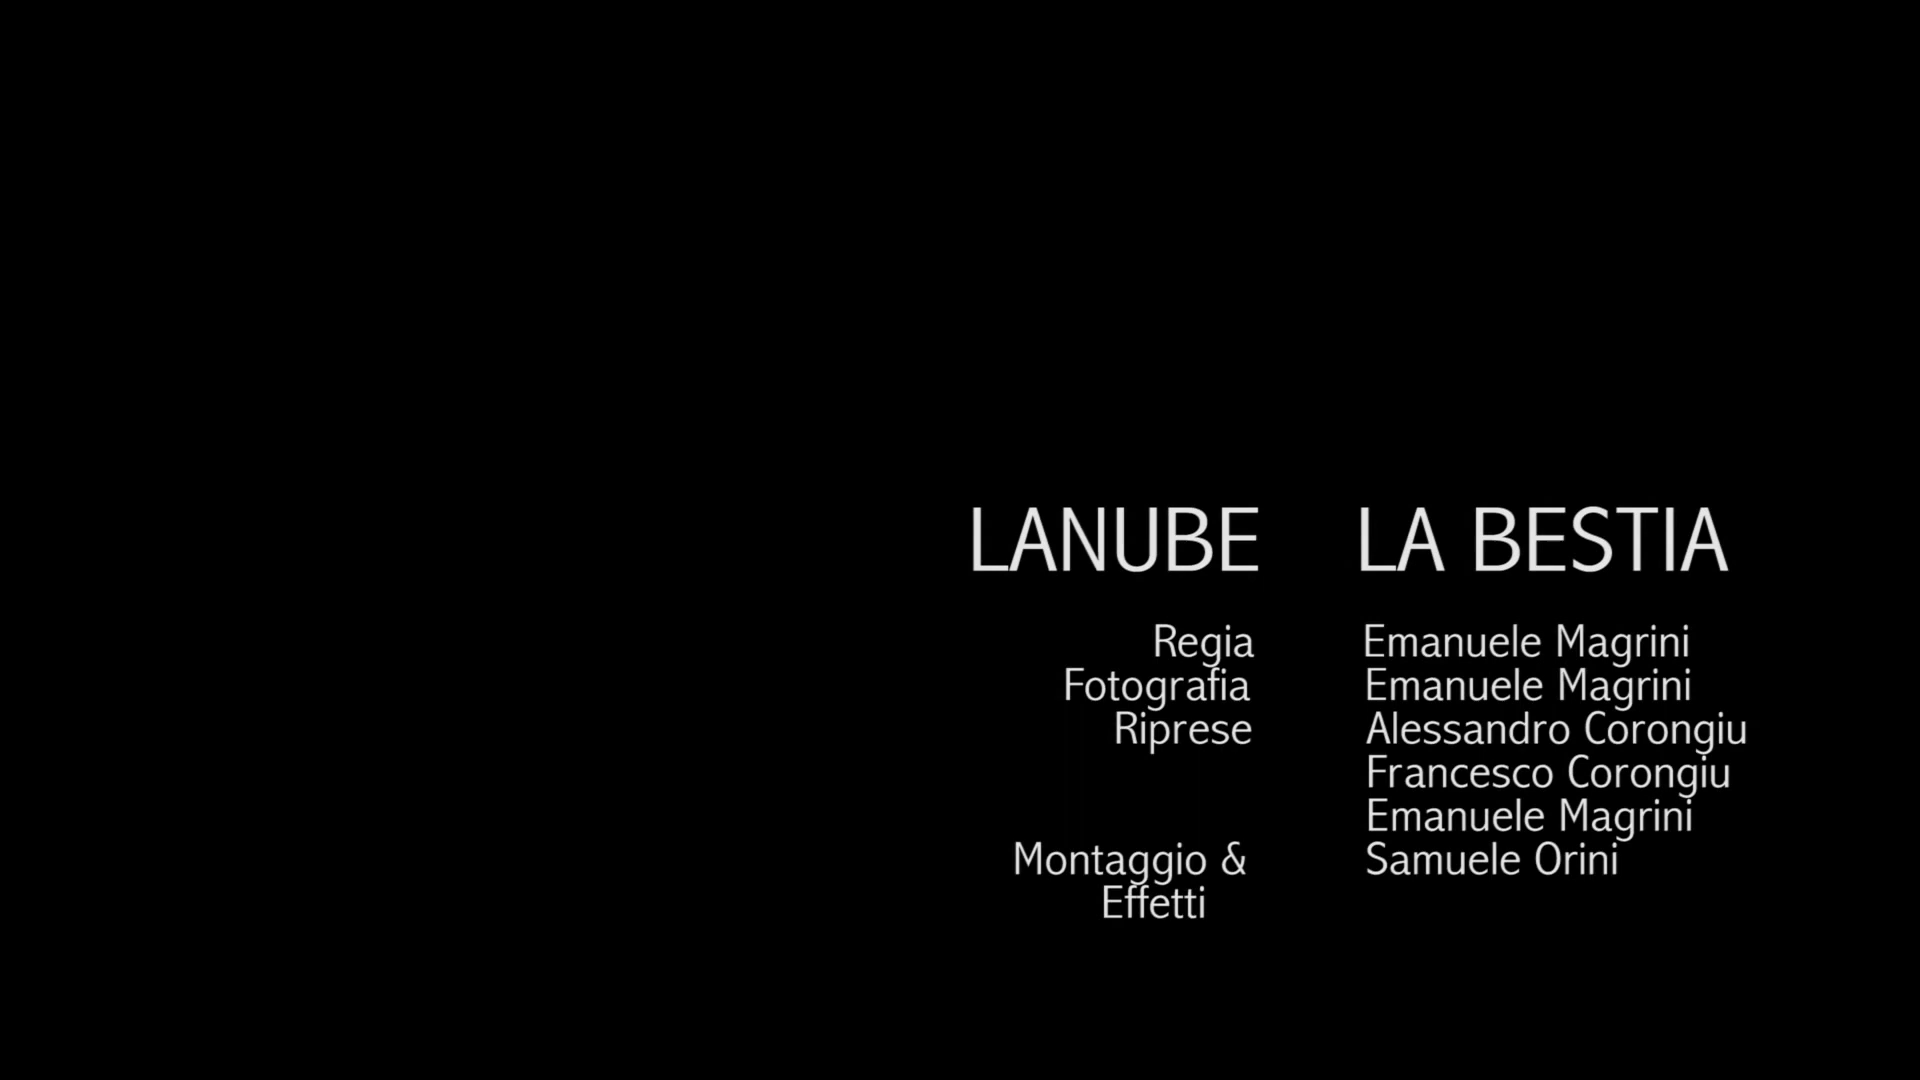 LANUBE LA BESTIA
Regia Emanuele Magrini
Fotografia Emanuele Magrini
Riprese Alessandro Corongiu
Francesco Corongiu
Emanuele Magrini
Montaggio & Samuele Orini
Effetti